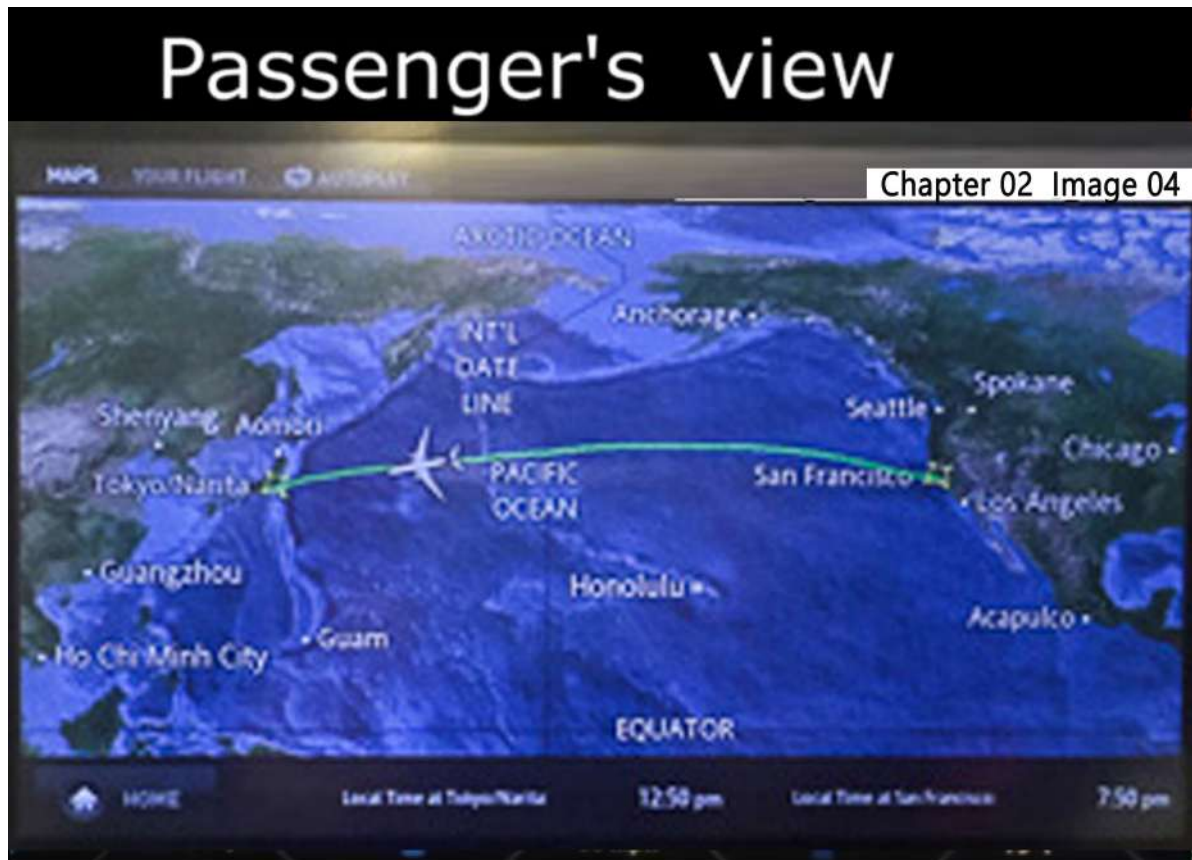 Passenger's view
MAPS YOUR FLIGHT AUTOPLAY
Chapter 02 Image 04
ARCTIC OCEAN
Anchorage
INT'L
DATE
LINE
Spokane
Seattle
Shenyang Aomori
Chicago
PACIFIC
OCEAN
San Francisco
Tokyo/Narita
Los Angeles
Guangzhou
Honolulu
Acapulco
Guam
Ho Chi Minh City
EQUATOR
HOME Local Time at Tokyo/Narita 12:50 pm Local Time at San Francisco 7:50 pm